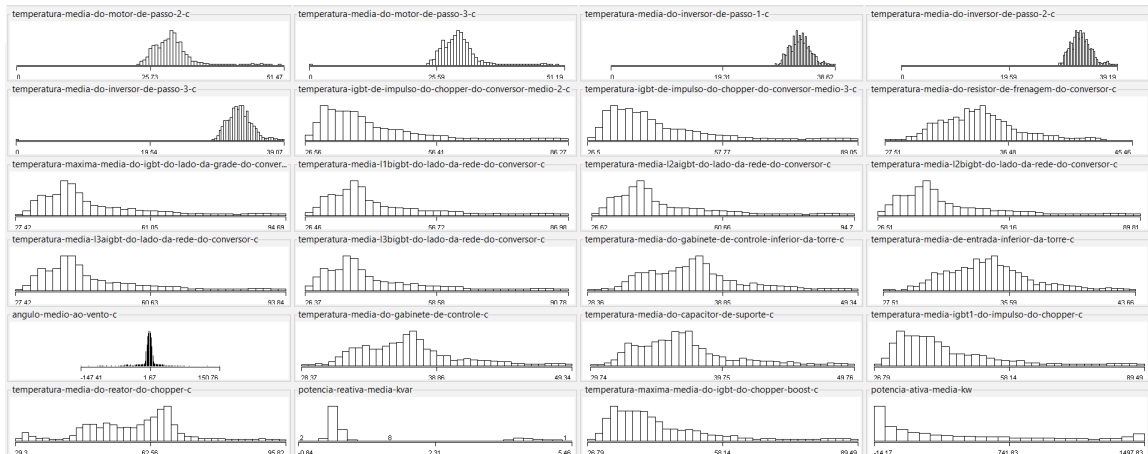 temperatura-media-do-motor-de-passo-2-c
0 25.73 51.47
temperatura-media-do-motor-de-passo-3-c
0 25.59 51.19
temperatura-media-do-inversor-de-passo-1-c
0 19.31 38.62
temperatura-media-do-inversor-de-passo-2-c
0 19.59 39.19
temperatura-media-do-inversor-de-passo-3-c
0 19.54 39.07
temperatura-igbt-de-impulso-do-chopper-do-conversor-medio-2-c
26.56 56.41 86.27
temperatura-igbt-de-impulso-do-chopper-do-conversor-medio-3-c
26.5 57.77 89.05
temperatura-media-do-resistor-de-frenagem-do-conversor-c
27.51 36.48 45.46
temperatura-maxima-media-do-igbt-do-lado-da-grade-do-conver...
27.42 61.05 94.69
temperatura-media-l1bigbt-do-lado-da-rede-do-conversor-c
26.46 56.72 86.98
temperatura-media-l2aigbt-do-lado-da-rede-do-conversor-c
26.62 60.66 94.7
temperatura-media-l2bigbt-do-lado-da-rede-do-conversor-c
26.51 58.16 89.81
temperatura-media-l3aigbt-do-lado-da-rede-do-conversor-c
27.42 60.63 93.84
temperatura-media-l3bigbt-do-lado-da-rede-do-conversor-c
26.37 58.58 90.78
temperatura-media-do-gabinete-de-controle-inferior-da-torre-c
28.36 38.85 49.34
temperatura-media-de-entrada-inferior-da-torre-c
27.51 35.59 43.66
angulo-medio-ao-vento-c
-147.41 1.67 150.76
temperatura-media-do-gabinete-de-controle-c
28.37 38.86 49.34
temperatura-media-do-capacitor-de-suporte-c
29.74 39.75 49.76
temperatura-media-igbt1-do-impulso-do-chopper-c
26.79 58.14 89.49
temperatura-media-do-reator-do-chopper-c
29.3 62.56 95.82
potencia-reativa-media-kvar
2 8 1
-0.84 2.31 5.46
temperatura-maxima-media-do-igbt-do-chopper-boost-c
26.79 58.14 89.49
potencia-ativa-media-kw
-14.17 741.83 1497.83